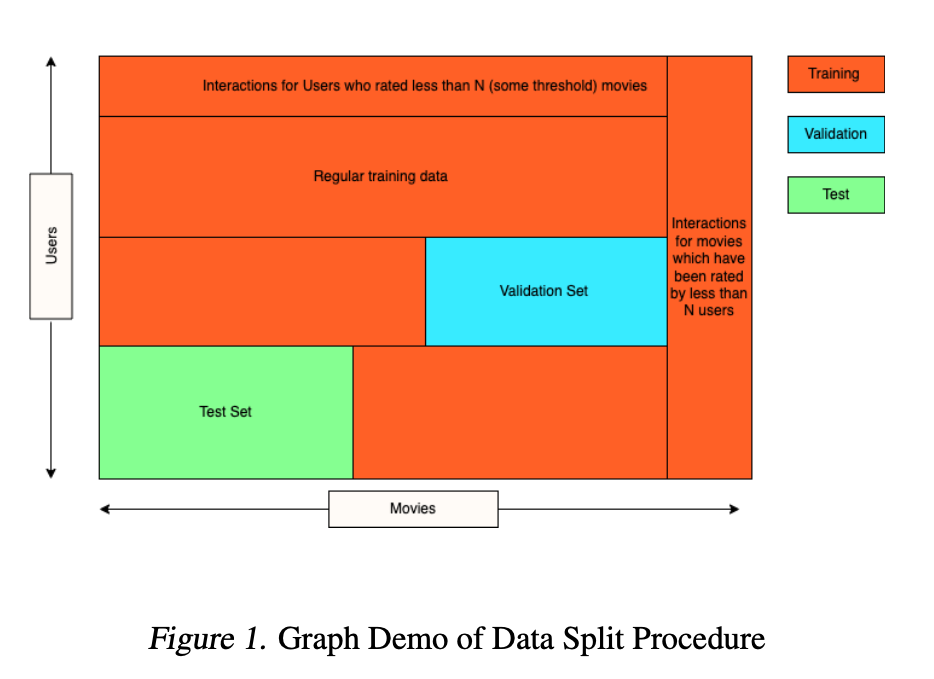 Interactions for Users who rated less than N (some threshold) movies
Training
Validation
Test
Regular training data
Users
Interactions
for movies
which have
been rated
by less than
N users
Validation Set
Test Set
Movies
Figure 1. Graph Demo of Data Split Procedure